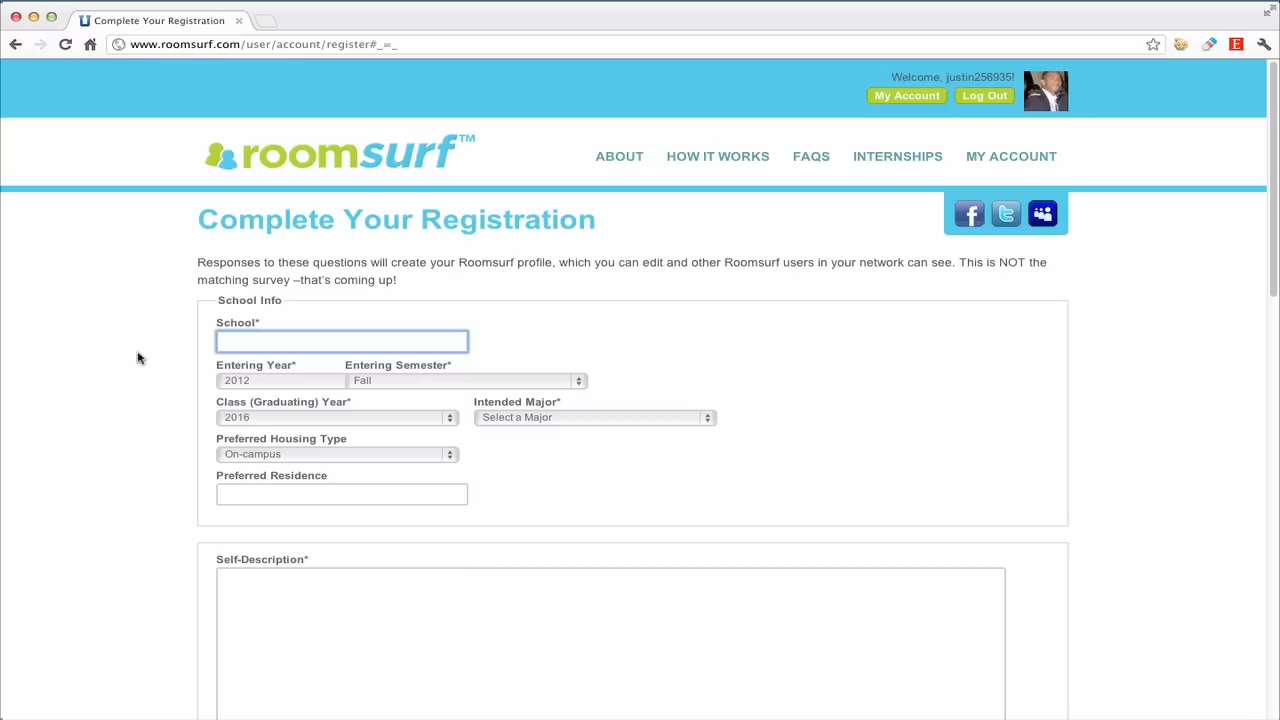 Complete Your Registration
www.roomsurf.com/user/account/register#_=_
Welcome, justin256935!
My Account Log Out
roomsurf™
ABOUT HOW IT WORKS FAQS INTERNSHIPS MY ACCOUNT
Complete Your Registration
Responses to these questions will create your Roomsurf profile, which you can edit and other Roomsurf users in your network can see. This is NOT the
matching survey –that's coming up!
School Info
School*
Entering Year* Entering Semester*
2012 Fall
Class (Graduating) Year* Intended Major*
2016 Select a Major
Preferred Housing Type
On-campus
Preferred Residence
Self-Description*